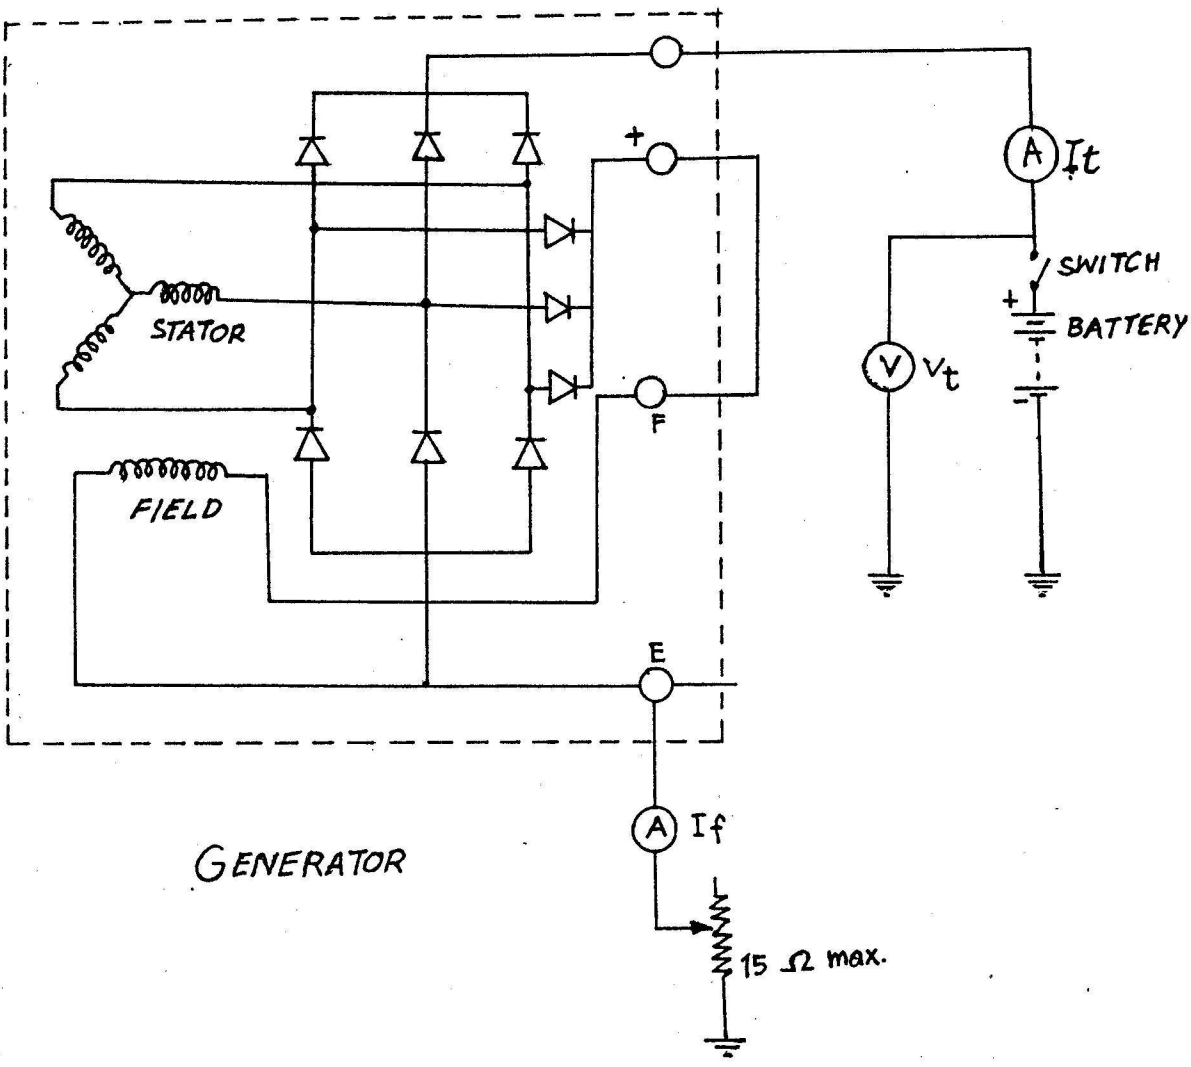 +
A It
SWITCH
+
BATTERY
V Vt
-
STATOR
F
FIELD
E
A If
GENERATOR
15 Ω max.